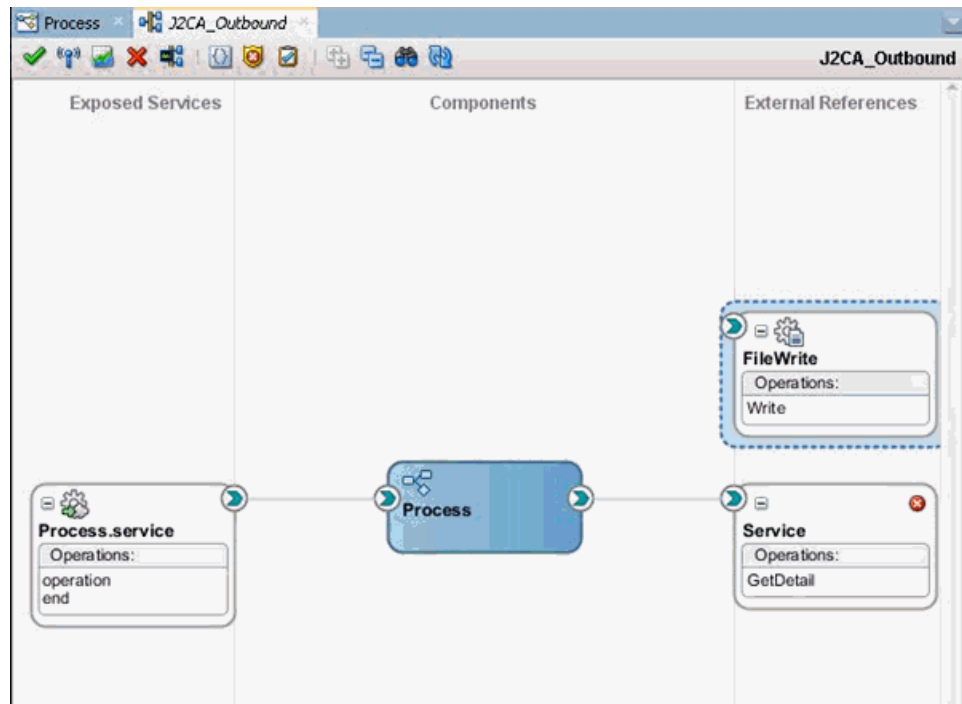 Process
J2CA_Outbound
J2CA_Outbound
Exposed Services
Components
External References
FileWrite
Operations:
Write
Process.service
Operations:
operation
end
Process
Service
Operations:
GetDetail